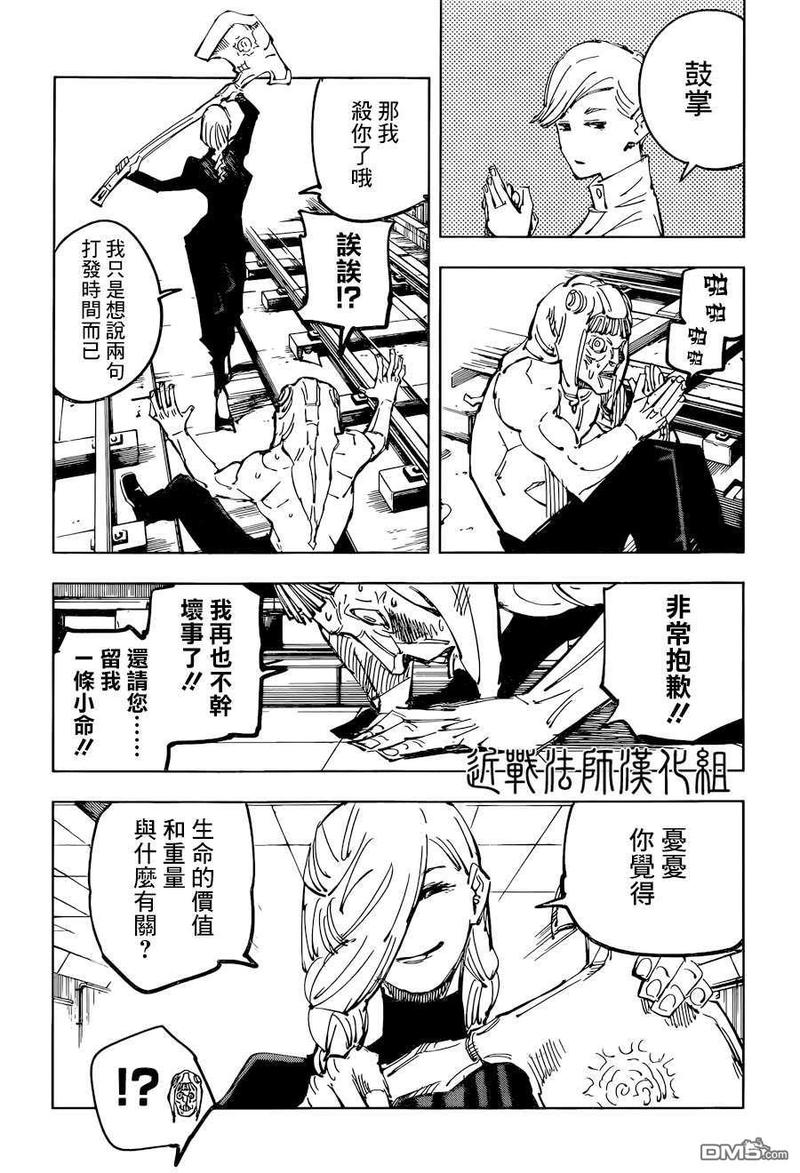 鼓掌
啪啪
啪啪
那我
殺你了哦
誒誒!?
我只是想說兩句
打發時間而已
非常抱歉!!
我再也不幹
壞事了!!
還請您……
留我
一條小命!!
近戰法師漢化組
憂憂
你覺得
生命的價值
和重量
與什麼有關?
!?
DM5.com